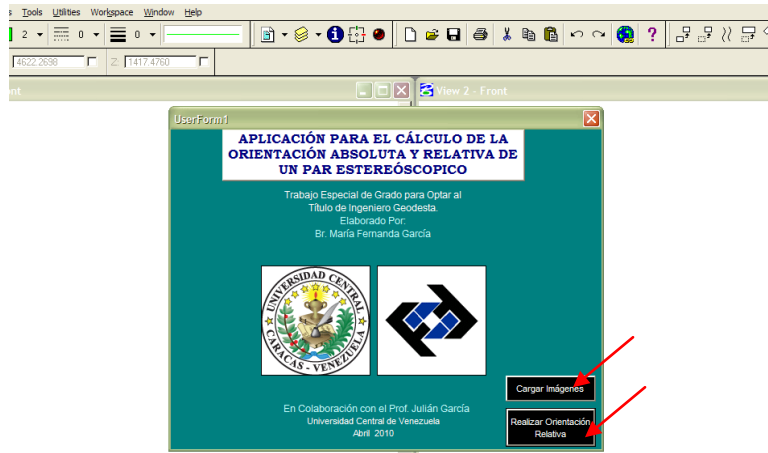 s Tools Utilities Workspace Window Help
2 0 0
4622.2698 Z: 1417.4760
nt View 2 - Front
UserForm1
APLICACIÓN PARA EL CÁLCULO DE LA
ORIENTACIÓN ABSOLUTA Y RELATIVA DE
UN PAR ESTEREÓSCOPICO
Trabajo Especial de Grado para Optar al
Título de Ingeniero Geodesta.
Elaborado Por:
Br. María Fernanda García
UNIVERSIDAD CENTRAL
CARACAS - VENEZUELA
Cargar Imágenes
En Colaboración con el Prof. Julián García
Universidad Central de Venezuela
Abril 2010
Realizar Orientación
Relativa